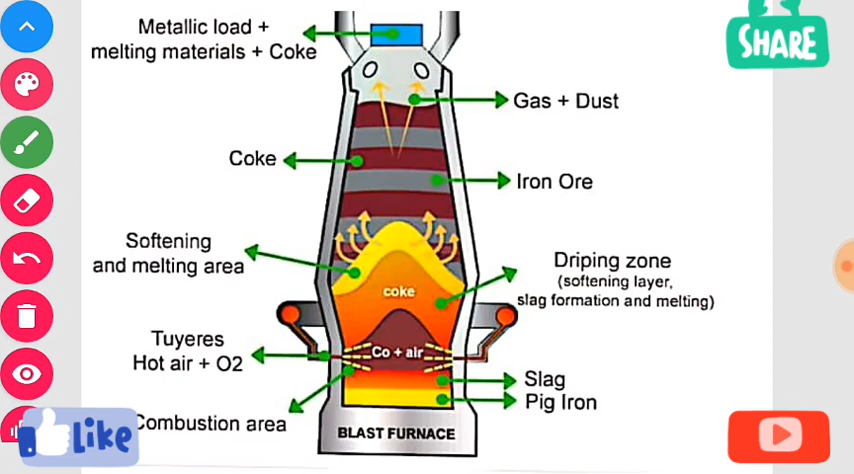 Metallic load +
melting materials + Coke
SHARE
Gas + Dust
Coke
Iron Ore
Softening
and melting area
Driping zone
(softening layer,
slag formation and melting)
coke
Tuyeres
Hot air + O2
Co + air
Slag
Pig Iron
Combustion area
Like
BLAST FURNACE